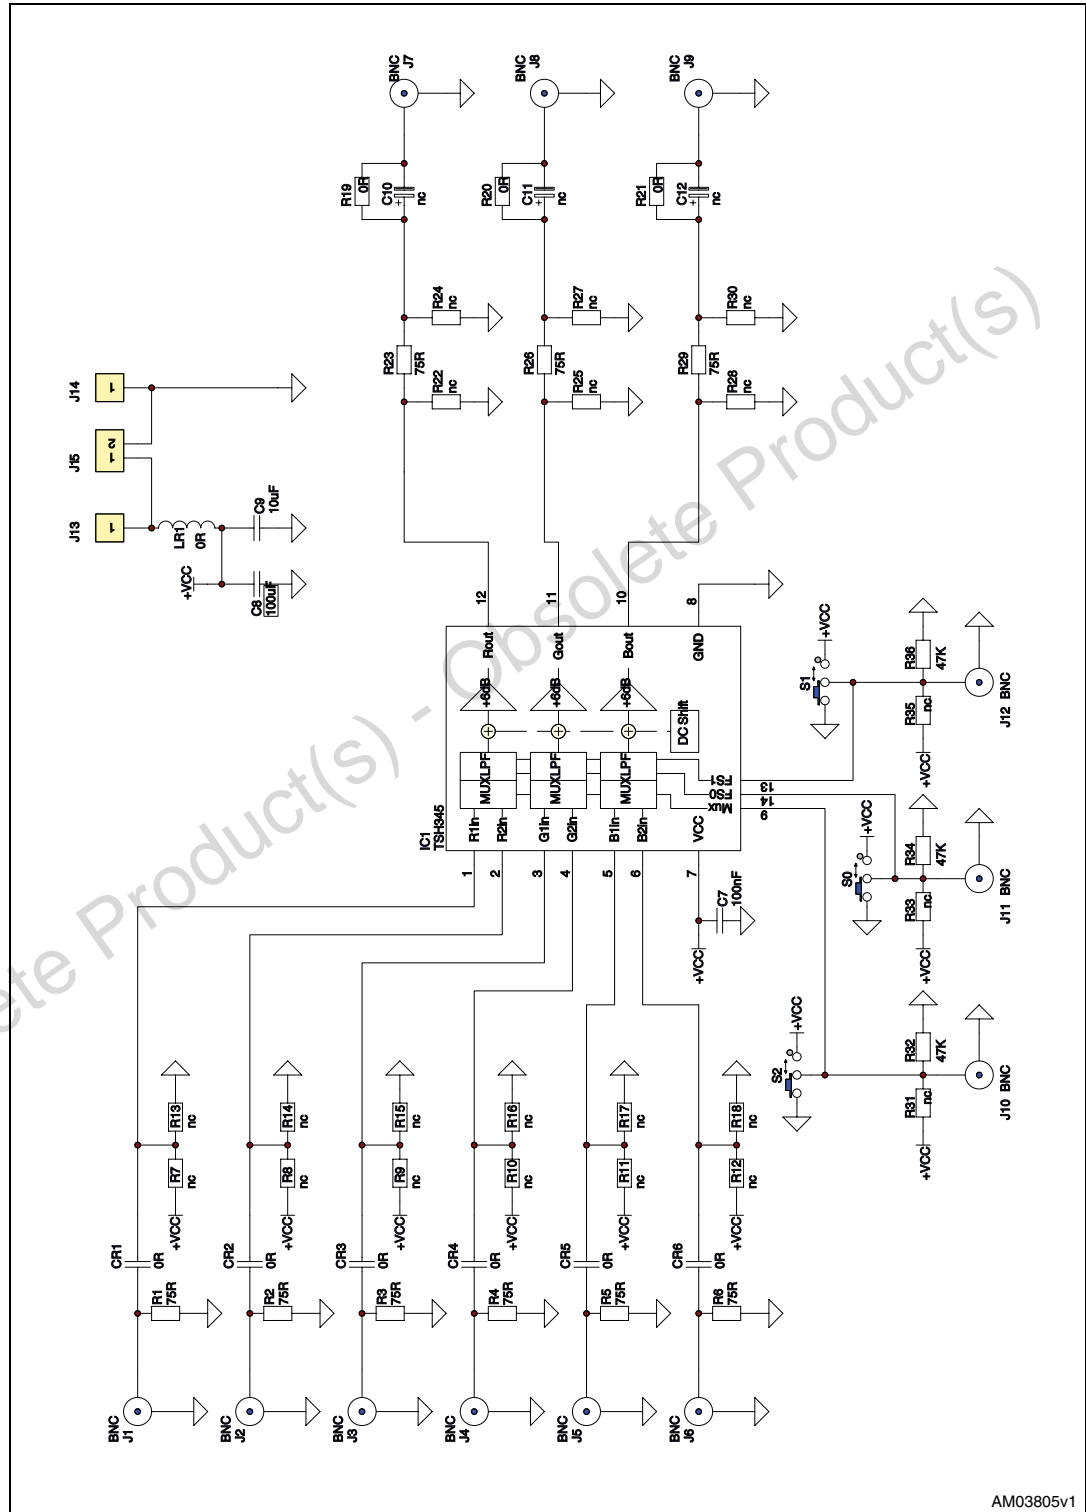 BNC
J7
BNC
J8
BNC
J9
R19
0R
C10
+
nc
R20
0R
C11
+
nc
R21
0R
C12
+
nc
R24
nc
R27
nc
R30
nc
R23
75R
R26
75R
R29
75R
R22
nc
R25
nc
R28
nc
J14
1
J15
1 2
J13
1
LR1
0R
C9
10uF
+VCC
C8
100uF
12
11
10
8
Rout
Gout
Bout
GND
+6dB
+6dB
+6dB
DC Shift
MUX
LPF
MUX
LPF
MUX
LPF
IC1
TSH345
R1in
R2in
G1in
G2in
B1in
B2in
VCC
Mux
FS0
FS1
1
2
3
4
5
6
7
9
14
13
C7
100nF
+VCC
S1
+VCC
R36
47K
R35
nc
+VCC
J12 BNC
S0
+VCC
R34
47K
R33
nc
+VCC
J11 BNC
S2
+VCC
R32
47K
R31
nc
+VCC
J10 BNC
R13
nc
R7
nc
+VCC
CR1
0R
R1
75R
BNC
J1
R14
nc
R8
nc
+VCC
CR2
0R
R2
75R
BNC
J2
R15
nc
R9
nc
+VCC
CR3
0R
R3
75R
BNC
J3
R16
nc
R10
nc
+VCC
CR4
0R
R4
75R
BNC
J4
R17
nc
R11
nc
+VCC
CR5
0R
R5
75R
BNC
J5
R18
nc
R12
nc
+VCC
CR6
0R
R6
75R
BNC
J6
ete Product(s) - Obsolete Product(s)
AM03805v1